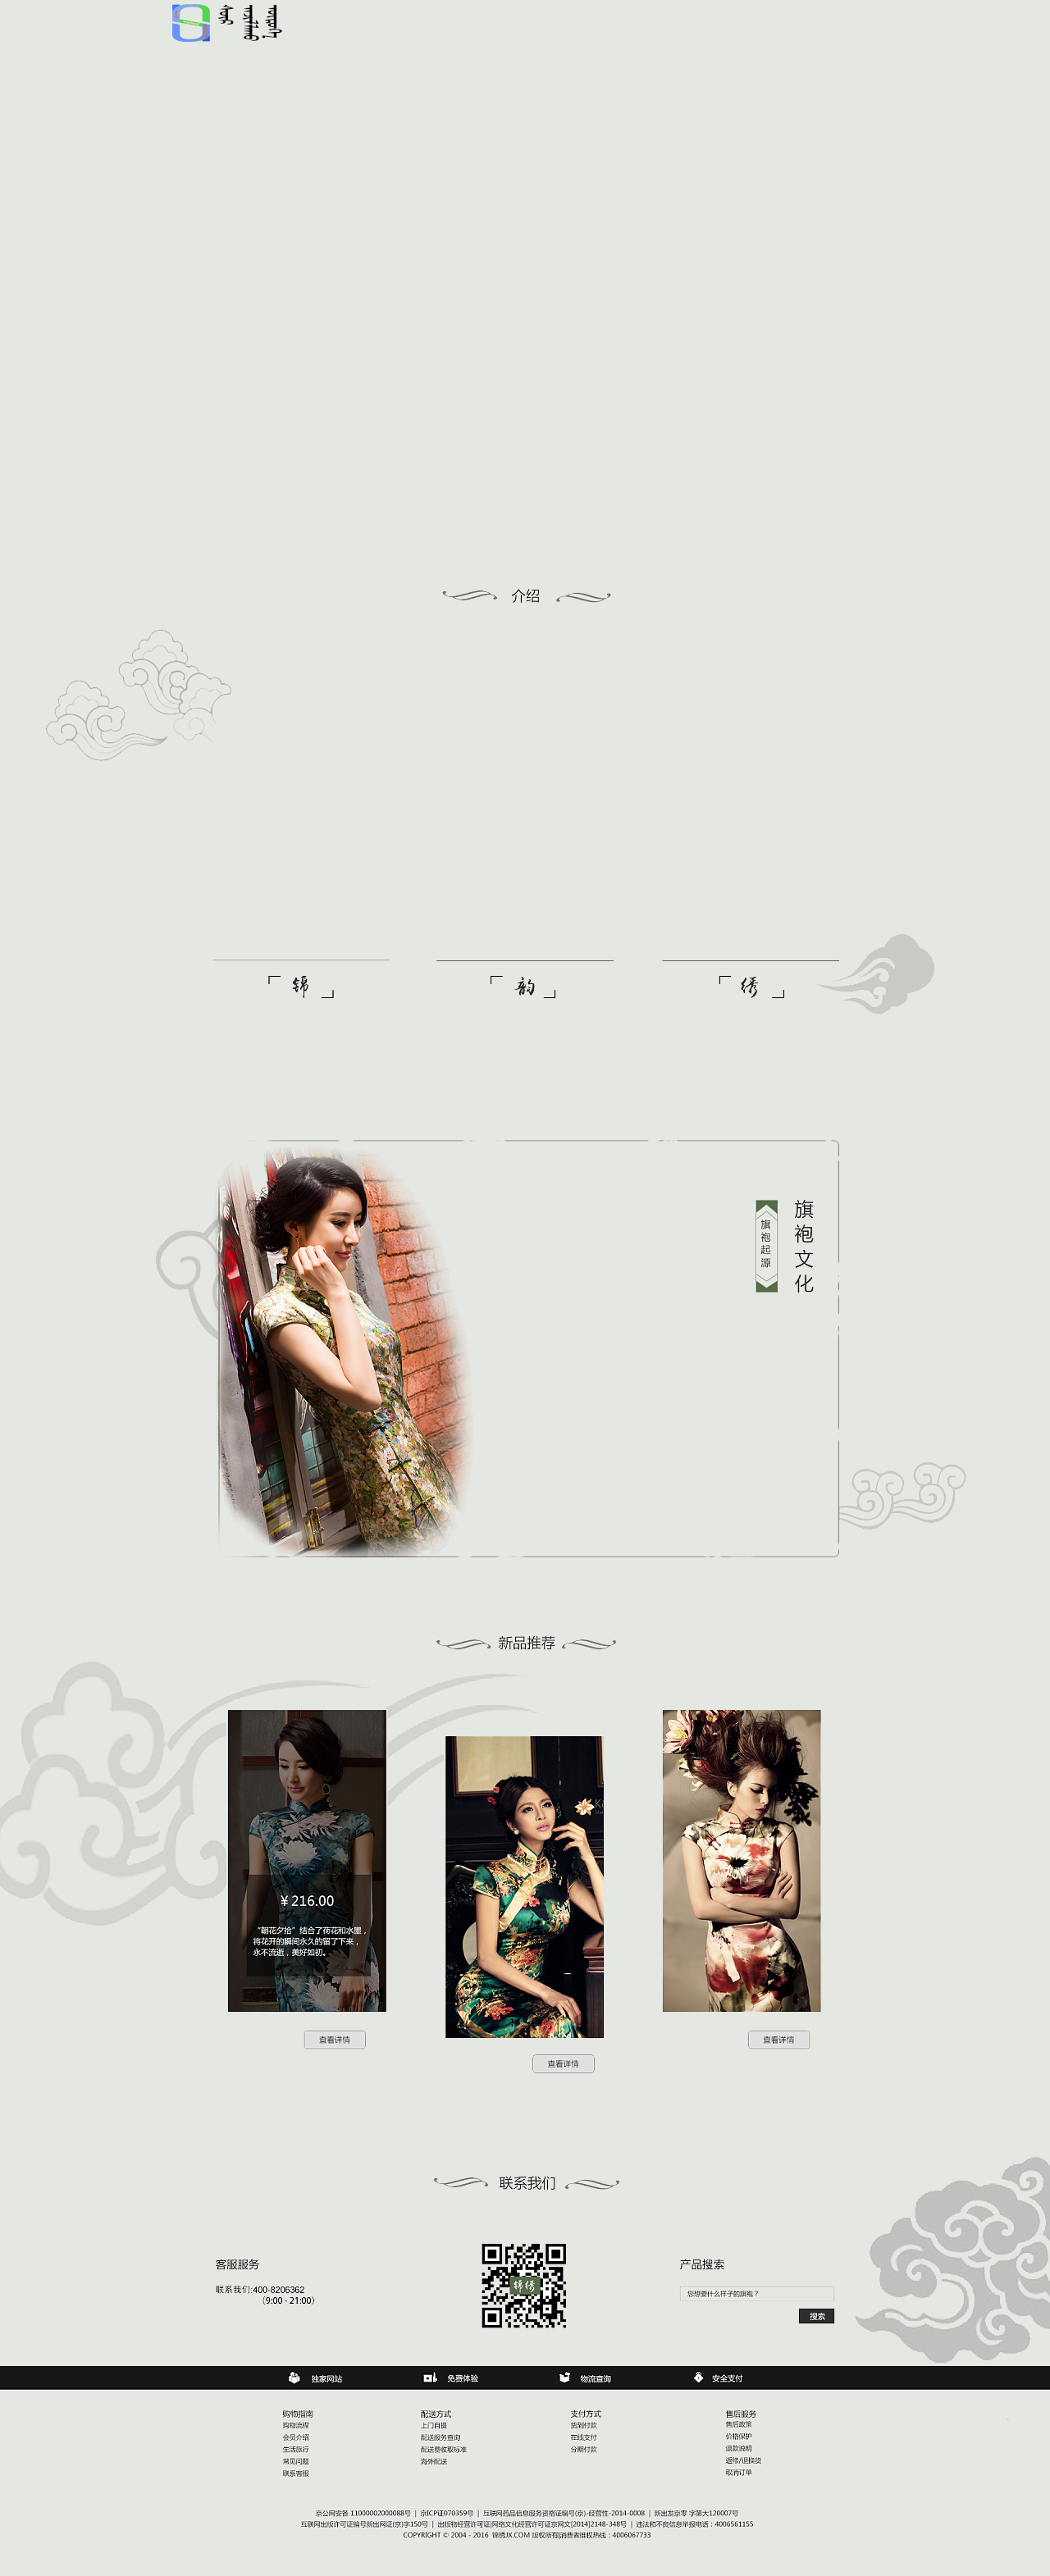 介绍
锦
韵
绣
旗袍文化
旗袍起源
新品推荐
¥216.00
“朝花夕拾”结合了荷花和水墨，
将花开的瞬间永久的留了下来，
永不流逝，美好如初。
查看详情
查看详情
查看详情
联系我们
客服服务
联系我们:400-8206362
(9:00 - 21:00)
锦绣
产品搜索
您想要什么样子的旗袍？
搜索
独家网站
免费体验
物流查询
安全支付
购物指南
购物流程
会员介绍
生活旅行
常见问题
联系客服
配送方式
上门自提
配送服务查询
配送费收取标准
海外配送
支付方式
货到付款
在线支付
分期付款
售后服务
售后政策
价格保护
退款说明
返修/退换货
取消订单
京公网安备 11000002000088号 | 京ICP证070359号 | 互联网药品信息服务资格证编号(京)-经营性-2014-0008 | 新出发京零 字第大120007号
互联网出版许可证编号新出网证(京)字150号 | 出版物经营许可证|网络文化经营许可证京网文[2014]2148-348号 | 违法和不良信息举报电话：4006561155
COPYRIGHT © 2004 - 2016 锦绣JX.COM 版权所有|消费者维权热线：4006067733